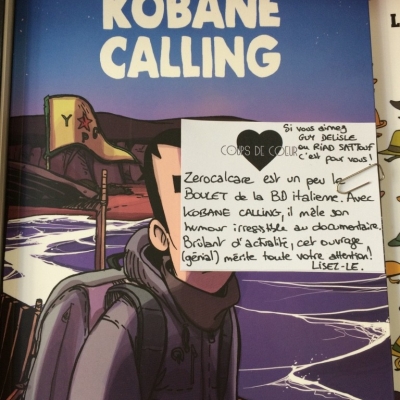 KOBANE
CALLING
Y P G
COUPS DE COEUR
Si vous aimez
GUY DELISLE
ou RIAD SATTOUF
c'est pour vous!
Zerocalcare est un peu le
BOULET de la BD italienne. Avec
KOBANE CALLING, il mêle son
humour irresistible au documentaire.
Brûlant d'actualité, cet ouvrage
(génial) mérite toute votre attention!
LISEZ-LE.
L